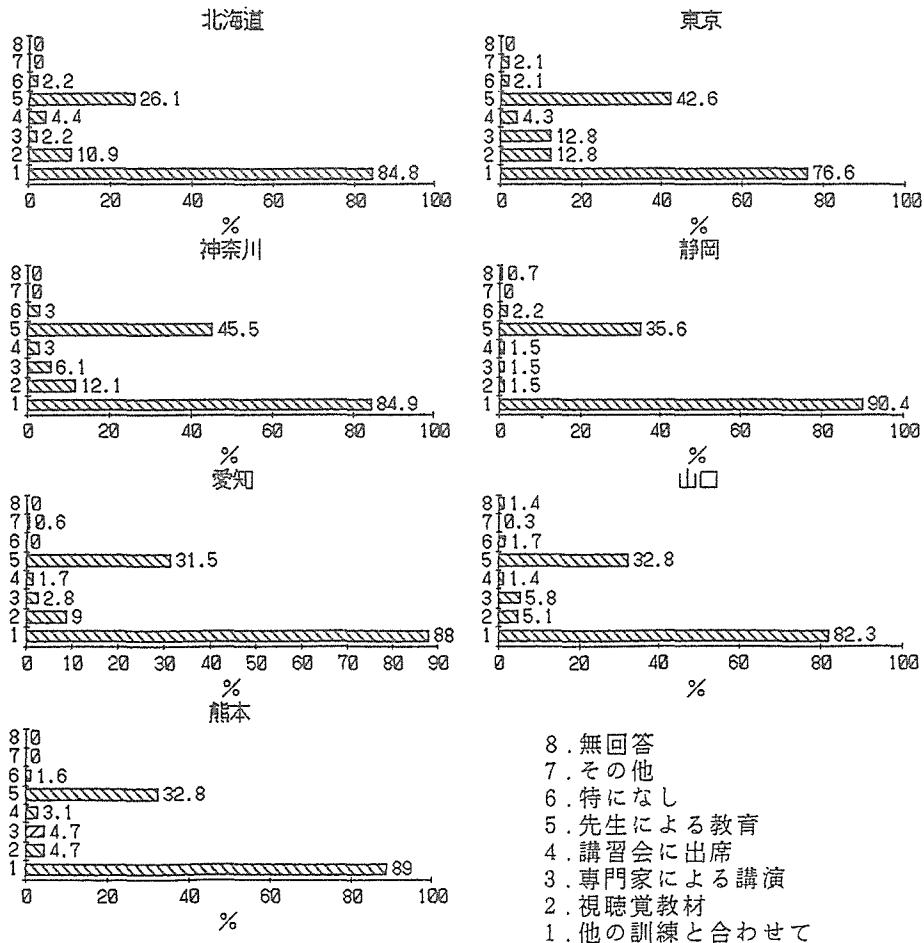 北海道
8 0
7 0
6 2.2
5 26.1
4 4.4
3 2.2
2 10.9
1 84.8
0 20 40 60 80 100
%
東京
8 0
7 2.1
6 2.1
5 42.6
4 4.3
3 12.8
2 12.8
1 76.6
0 20 40 60 80 100
%
神奈川
8 0
7 0
6 3
5 45.5
4 3
3 6.1
2 12.1
1 84.9
0 20 40 60 80 100
%
静岡
8 0.7
7 0
6 2.2
5 35.6
4 1.5
3 1.5
2 1.5
1 90.4
0 20 40 60 80 100
%
愛知
8 0
7 0.6
6 0
5 31.5
4 1.7
3 2.8
2 9
1 88
0 10 20 30 40 50 60 70 80 90
%
山口
8 1.4
7 0.3
6 1.7
5 32.8
4 1.4
3 5.8
2 5.1
1 82.3
0 20 40 60 80 100
%
熊本
8 0
7 0
6 1.6
5 32.8
4 3.1
3 4.7
2 4.7
1 89
0 20 40 60 80 100
%
8.無回答
7.その他
6.特になし
5.先生による教育
4.講習会に出席
3.専門家による講演
2.視聴覚教材
1.他の訓練と合わせて